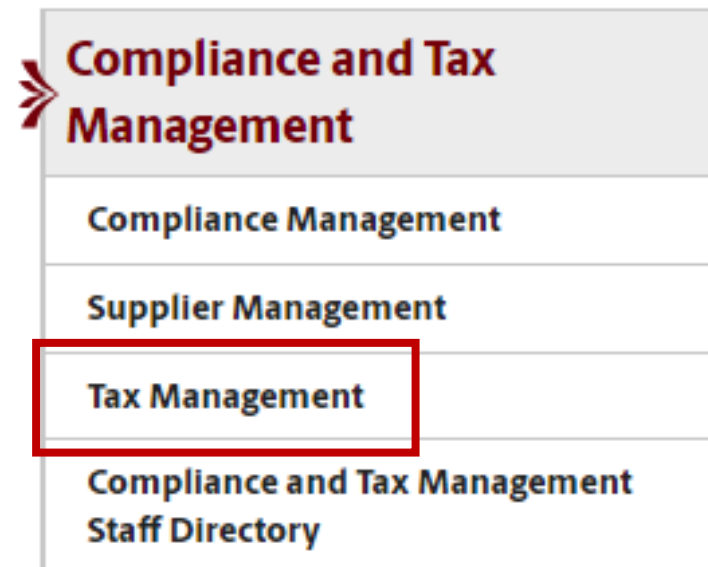 Compliance and Tax
Management
Compliance Management
Supplier Management
Tax Management
Compliance and Tax Management
Staff Directory